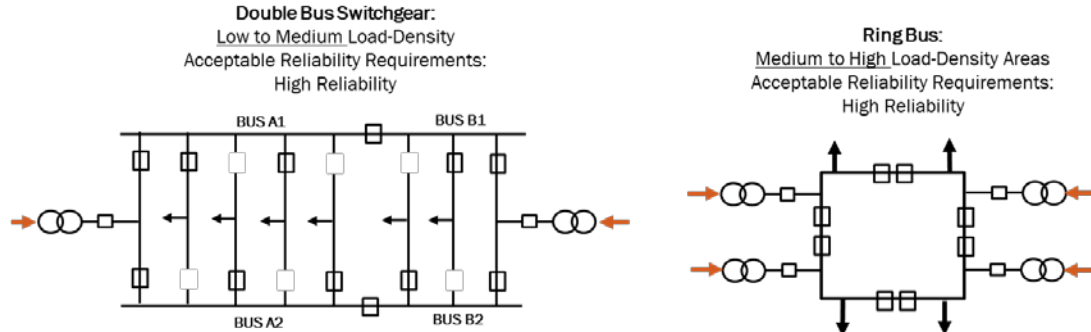 Double Bus Switchgear:
Low to Medium Load-Density
Acceptable Reliability Requirements:
High Reliability
BUS A1
BUS B1
BUS A2
BUS B2
Ring Bus:
Medium to High Load-Density Areas
Acceptable Reliability Requirements:
High Reliability